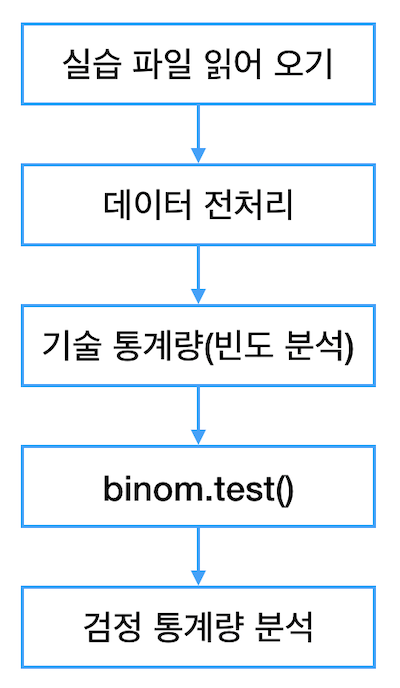 실습 파일 읽어 오기
데이터 전처리
기술 통계량(빈도 분석)
binom.test()
검정 통계량 분석